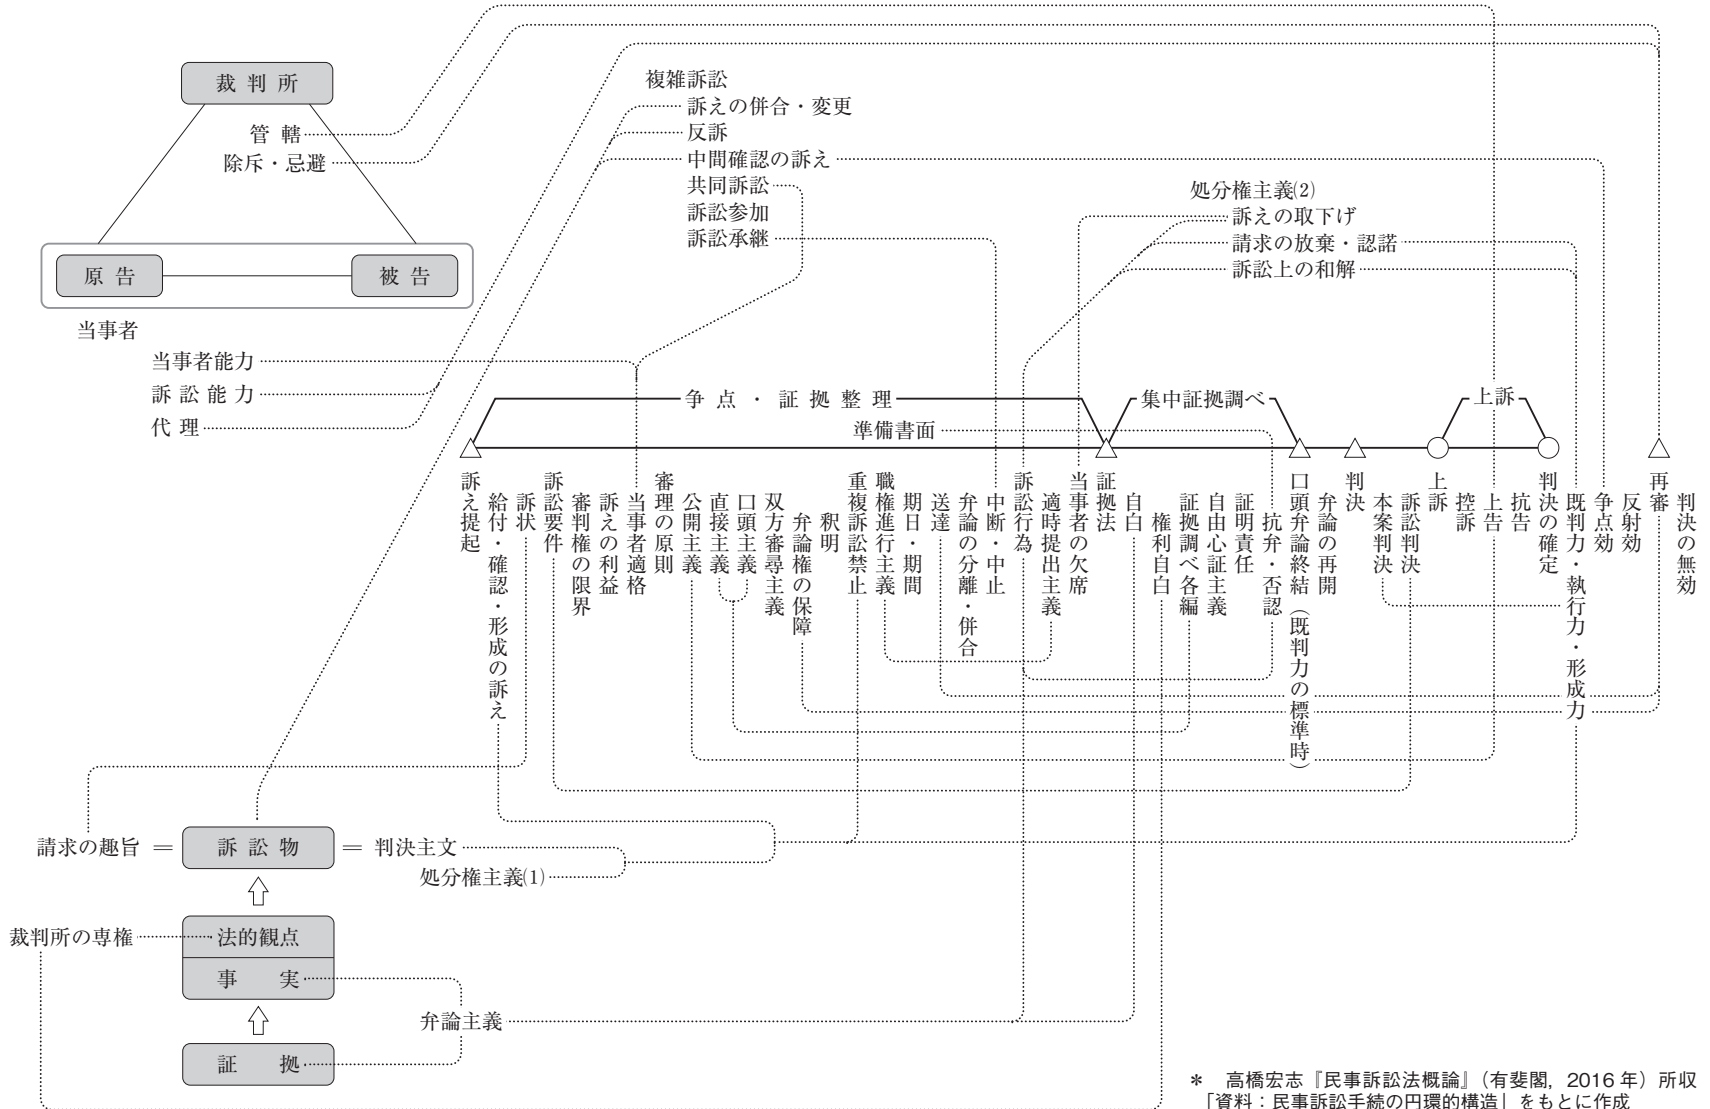 裁判所
管轄
除斥・忌避
原告
被告
当事者
当事者能力
訴訟能力
代理
複雑訴訟
訴えの併合・変更
反訴
中間確認の訴え
共同訴訟
訴訟参加
訴訟承継
処分権主義(2)
訴えの取下げ
請求の放棄・認諾
訴訟上の和解
争点・証拠整理
集中証拠調べ
上訴
準備書面
訴え提起
給付・確認・形成の訴え
訴状
訴訟要件
審判権の限界
訴えの利益
当事者適格
審理の原則
公開主義
直接主義
口頭主義
双方審尋主義
弁論権の保障
釈明
重複訴訟禁止
職権進行主義
期日・期間
送達
弁論の分離・併合
中断・中止
訴訟行為
適時提出主義
当事者の欠席
証拠法
自白
権利自白
証拠調べ各編
自由心証主義
証明責任
抗弁・否認
口頭弁論終結(既判力の標準時)
弁論の再開
判決
本案判決
訴訟判決
上訴
控訴
上告
抗告
判決の確定
既判力・執行力・形成力
争点効
反射効
再審
判決の無効
請求の趣旨 = 訴訟物 = 判決主文
処分権主義(1)
裁判所の専権
法的観点
事実
弁論主義
証拠
* 高橋宏志『民事訴訟法概論』(有斐閣, 2016年)所収
「資料:民事訴訟手続の円環的構造」をもとに作成